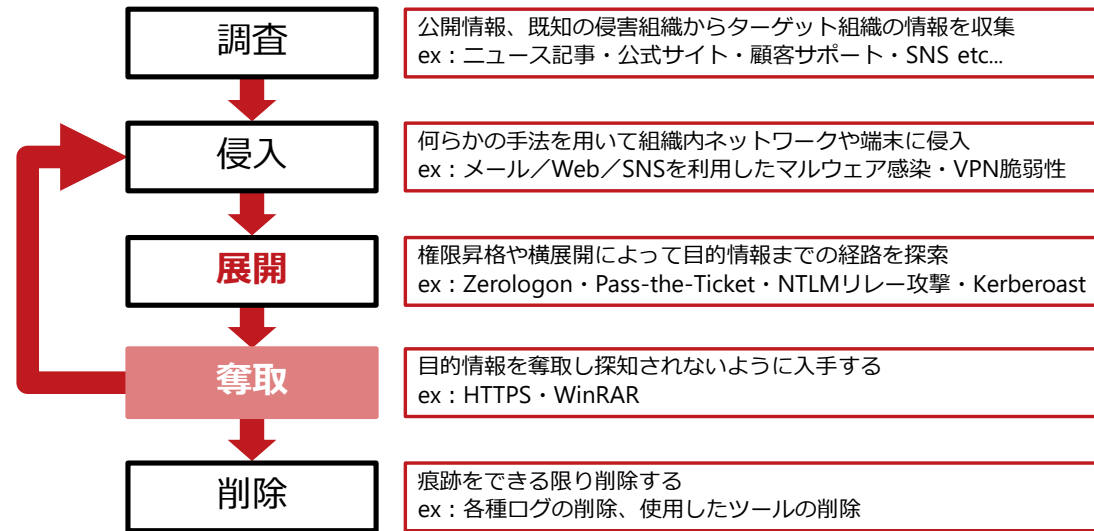 調査
公開情報、既知の侵害組織からターゲット組織の情報を収集
ex：ニュース記事・公式サイト・顧客サポート・SNS etc...
侵入
何らかの手法を用いて組織内ネットワークや端末に侵入
ex：メール／Web／SNSを利用したマルウェア感染・VPN脆弱性
展開
権限昇格や横展開によって目的情報までの経路を探索
ex：Zerologon・Pass-the-Ticket・NTLMリレー攻撃・Kerberoast
奪取
目的情報を奪取し探知されないように入手する
ex：HTTPS・WinRAR
削除
痕跡をできる限り削除する
ex：各種ログの削除、使用したツールの削除